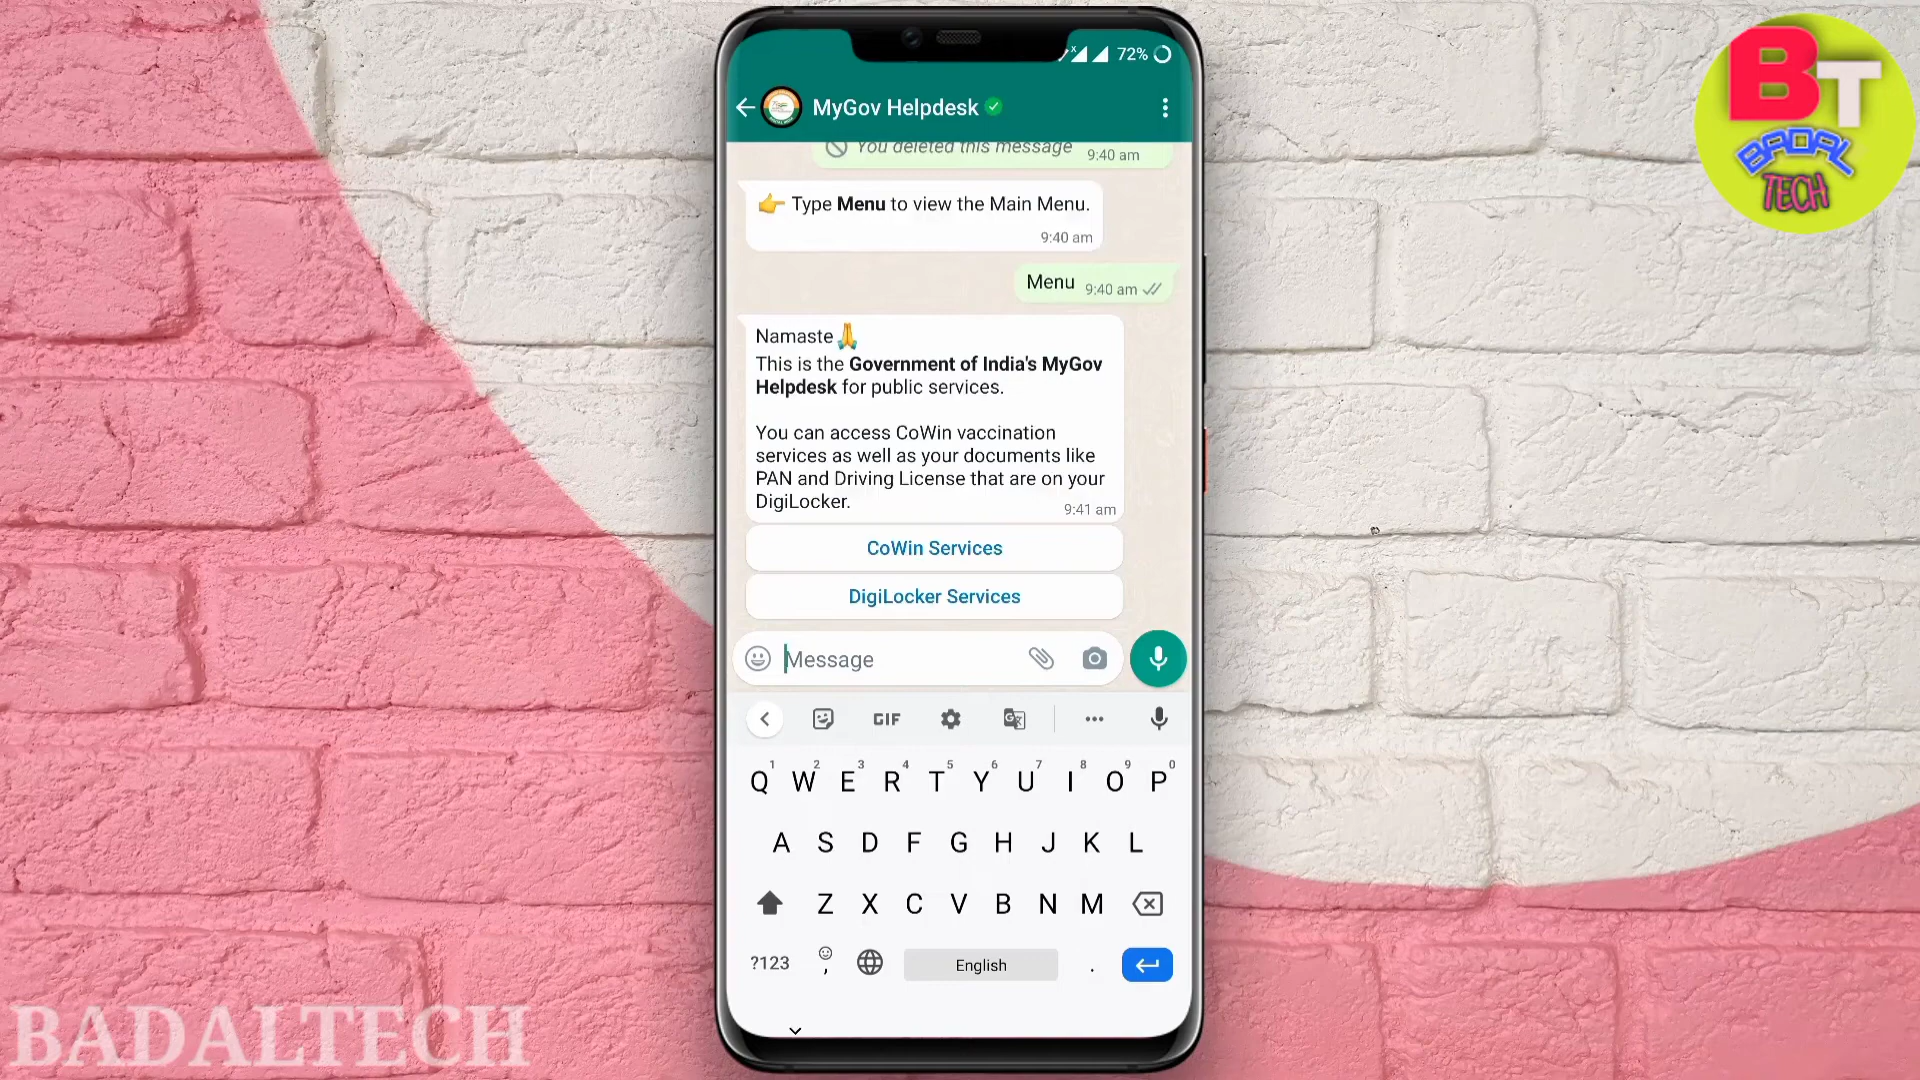 72%
BT
BADAL
TECH
MyGov Helpdesk
You deleted this message 9:40 am
👉 Type Menu to view the Main Menu.
9:40 am
Menu 9:40 am
Namaste🙏
This is the Government of India's MyGov
Helpdesk for public services.
You can access CoWin vaccination
services as well as your documents like
PAN and Driving License that are on your
DigiLocker.
9:41 am
CoWin Services
DigiLocker Services
Message
GIF
1 2 3 4 5 6 7 8 9 0
Q W E R T Y U I O P
A S D F G H J K L
Z X C V B N M
?123 , English .
BADALTECH